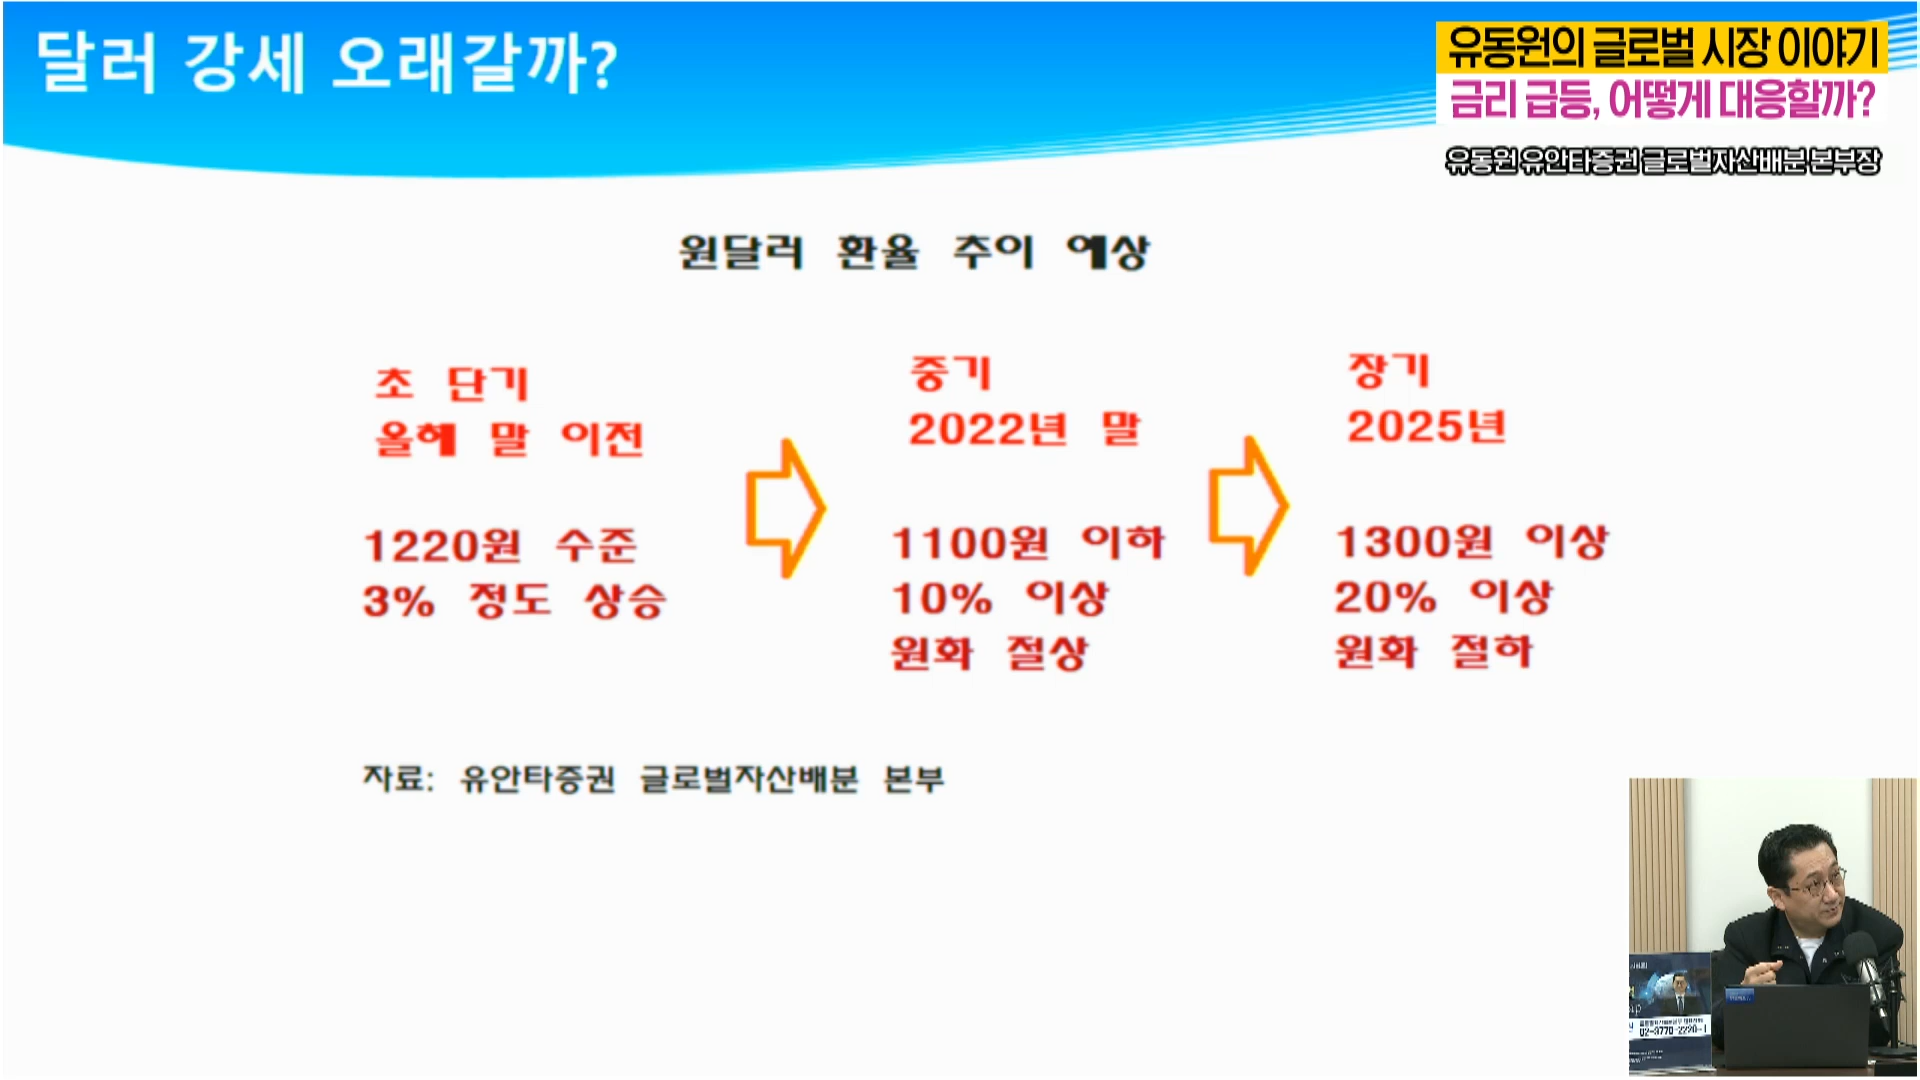 달러 강세 오래갈까?
유동원의 글로벌 시장 이야기
금리 급등, 어떻게 대응할까?
유동원 유안타증권 글로벌자산배분 본부장
원달러 환율 추이 예상
초 단기
올해 말 이전
1220원 수준
3% 정도 상승
중기
2022년 말
1100원 이하
10% 이상
원화 절상
장기
2025년
1300원 이상
20% 이상
원화 절하
자료: 유안타증권 글로벌자산배분 본부
02-3770-2220~1